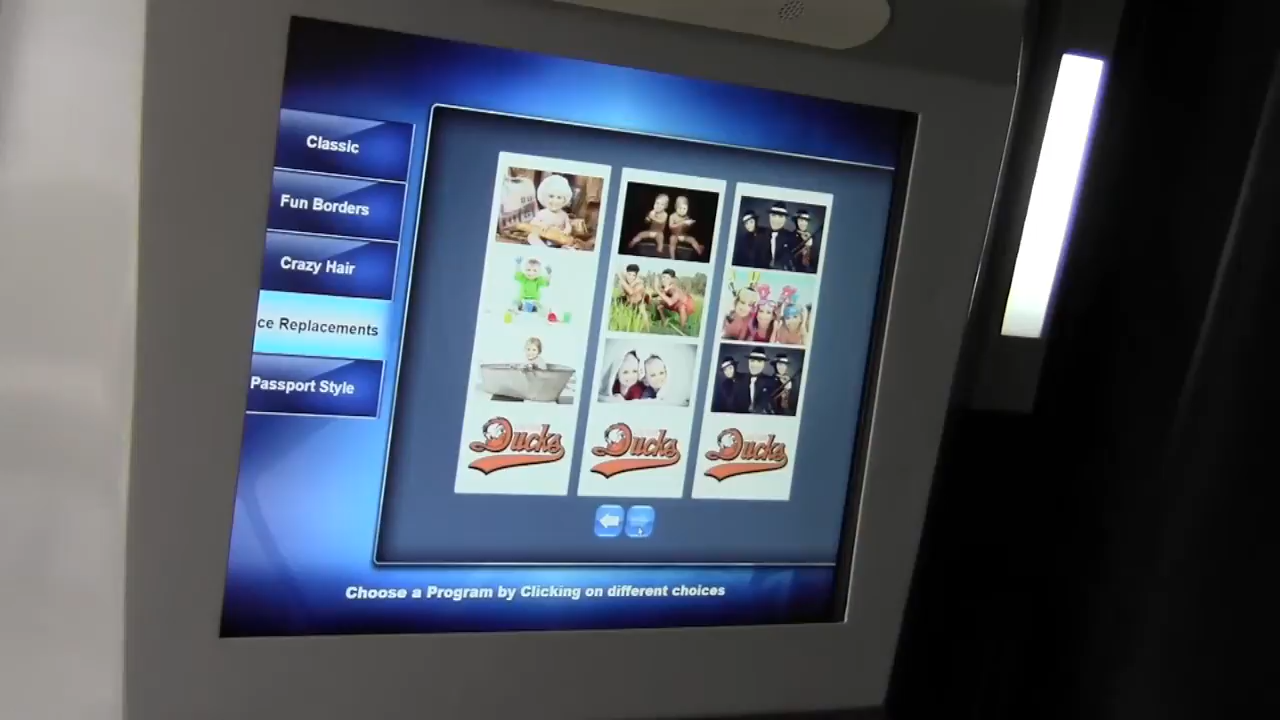 Classic
Fun Borders
Crazy Hair
ce Replacements
Passport Style
Ducks
Ducks
Ducks
Choose a Program by Clicking on different choices